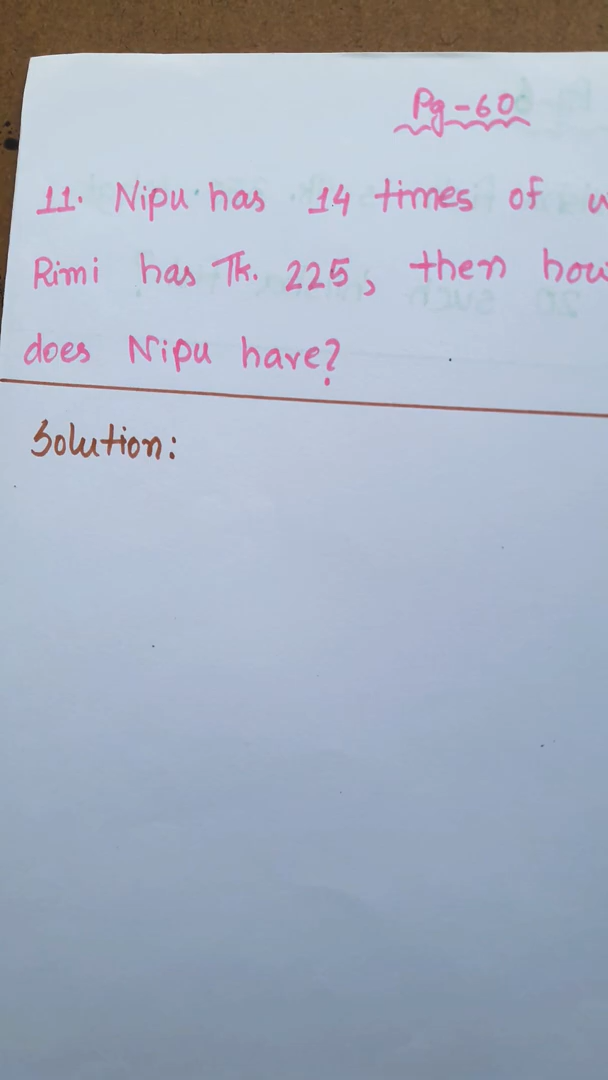 Pg-60
11. Nipu has 14 times of
Rimi has Tk. 225, then how
does Nipu have?
Solution: